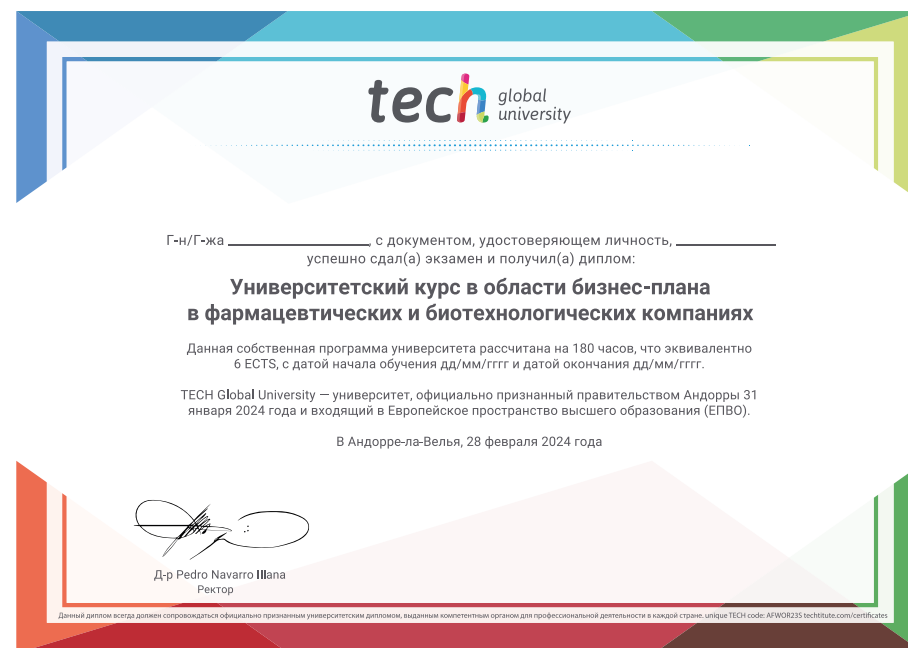 tech global
university
Г-н/Г-жа ________________, с документом, удостоверяющем личность, ____________
успешно сдал(а) экзамен и получил(а) диплом:
Университетский курс в области бизнес-плана
в фармацевтических и биотехнологических компаниях
Данная собственная программа университета рассчитана на 180 часов, что эквивалентно
6 ECTS, с датой начала обучения дд/мм/гггг и датой окончания дд/мм/гггг.
TECH Global University — университет, официально признанный правительством Андорры 31
января 2024 года и входящий в Европейское пространство высшего образования (ЕПВО).
В Андорре-ла-Велья, 28 февраля 2024 года
Д-р Pedro Navarro Illana
Ректор
Данный диплом всегда должен сопровождаться официально признанным университетским дипломом, выданным компетентным органом для профессиональной деятельности в каждой стране. unique TECH code: AFWOR23S techtitute.com/certificates